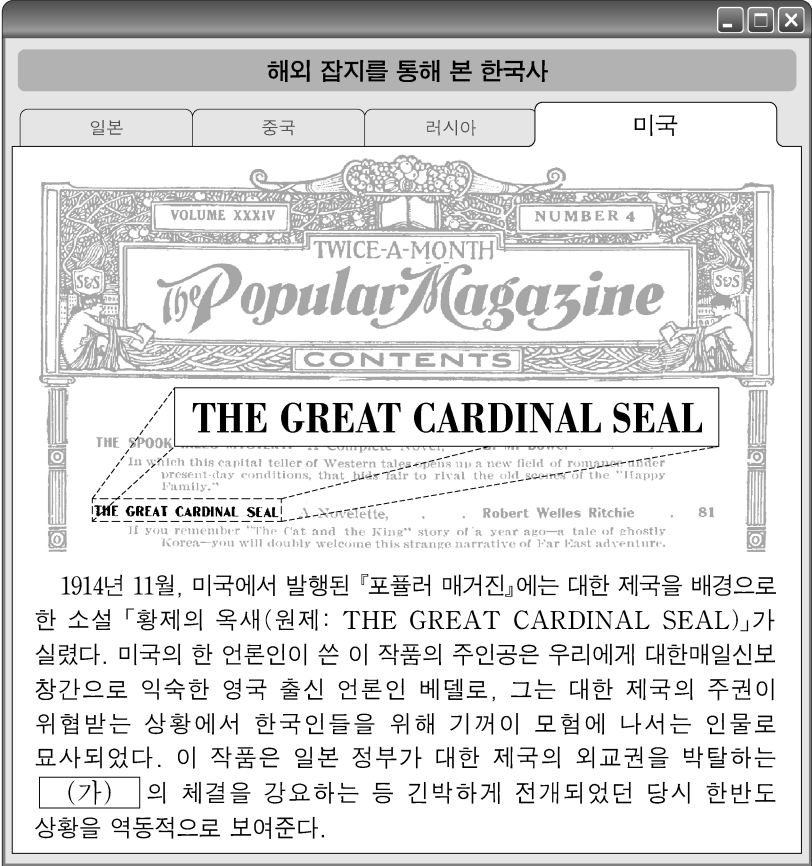 해외 잡지를 통해 본 한국사
일본
중국
러시아
미국
VOLUME XXXIV
NUMBER 4
TWICE-A-MONTH
S&S
S&S
The Popular Magazine
CONTENTS
THE GREAT CARDINAL SEAL
THE SPOOK A Complete Novel,
In which this capital teller of Western tales opens up a new field of romance under
present-day conditions, that bids fair to rival the old scenes of the "Happy
Family."
THE GREAT CARDINAL SEAL A Novelette, . . Robert Welles Ritchie . 81
If you remember "The Cat and the King" story of a year ago—a tale of ghostly
Korea—you will doubly welcome this strange narrative of Far East adventure.
1914년 11월, 미국에서 발행된 『포퓰러 매거진』에는 대한 제국을 배경으로
한 소설 「황제의 옥새(원제: THE GREAT CARDINAL SEAL)」가
실렸다. 미국의 한 언론인이 쓴 이 작품의 주인공은 우리에게 대한매일신보
창간으로 익숙한 영국 출신 언론인 베델로, 그는 대한 제국의 주권이
위협받는 상황에서 한국인들을 위해 기꺼이 모험에 나서는 인물로
묘사되었다. 이 작품은 일본 정부가 대한 제국의 외교권을 박탈하는
(가) 의 체결을 강요하는 등 긴박하게 전개되었던 당시 한반도
상황을 역동적으로 보여준다.